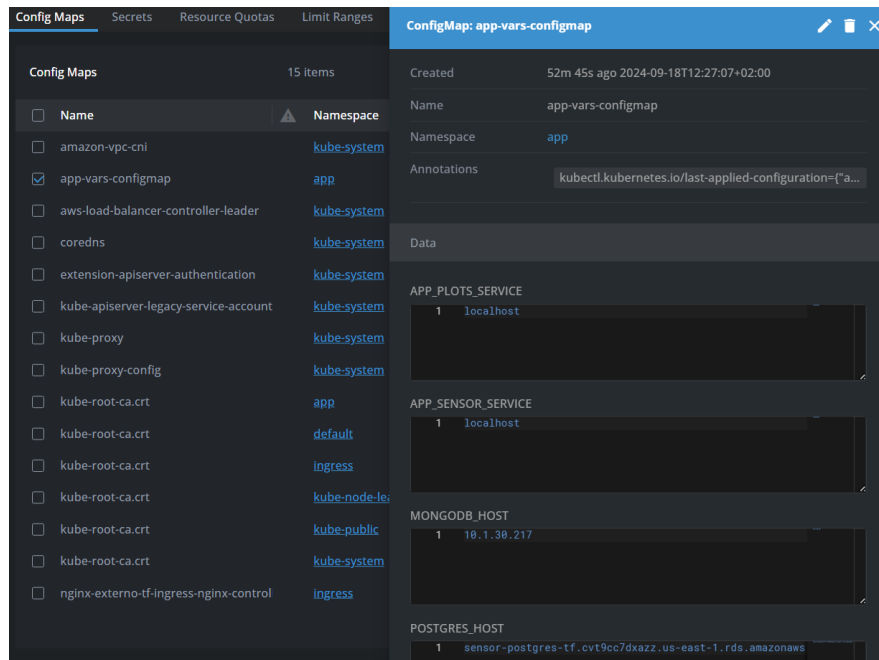 Config Maps Secrets Resource Quotas Limit Ranges
Config Maps 15 items
Name Namespace
amazon-vpc-cni kube-system
app-vars-configmap app
aws-load-balancer-controller-leader kube-system
coredns kube-system
extension-apiserver-authentication kube-system
kube-apiserver-legacy-service-account kube-system
kube-proxy kube-system
kube-proxy-config kube-system
kube-root-ca.crt app
kube-root-ca.crt default
kube-root-ca.crt ingress
kube-root-ca.crt kube-node-lea
kube-root-ca.crt kube-public
kube-root-ca.crt kube-system
nginx-externo-tf-ingress-nginx-control ingress
ConfigMap: app-vars-configmap
Created 52m 45s ago 2024-09-18T12:27:07+02:00
Name app-vars-configmap
Namespace app
Annotations kubectl.kubernetes.io/last-applied-configuration={"a...
Data
APP_PLOTS_SERVICE
1 localhost
APP_SENSOR_SERVICE
1 localhost
MONGODB_HOST
1 10.1.30.217
POSTGRES_HOST
1 sensor-postgres-tf.cvt9cc7dxazz.us-east-1.rds.amazonaws